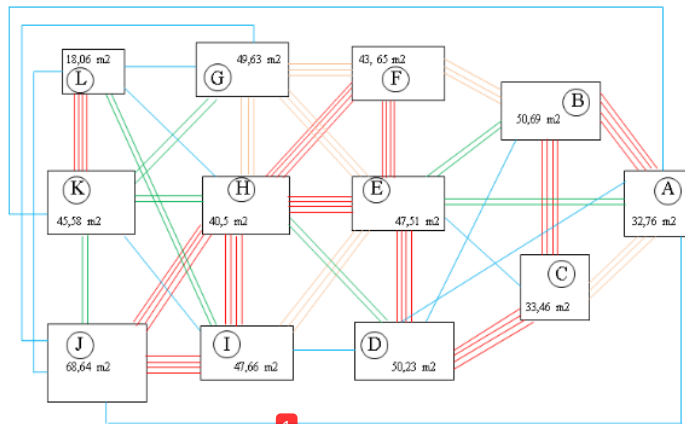 18,06 m2
L
49,63 m2
G
43, 65 m2
F
B
50,69 m2
K
45,58 m2
H
40,5 m2
E
47,51 m2
A
32,76 m2
C
33,46 m2
J
68,64 m2
I
47,66 m2
D
50,23 m2